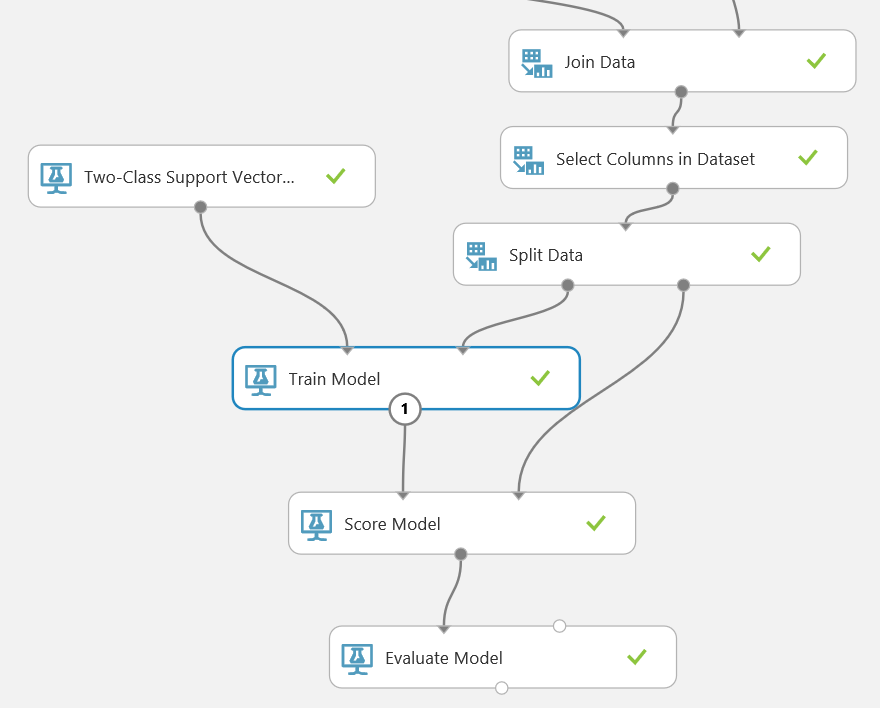 Join Data
Select Columns in Dataset
Two-Class Support Vector...
Split Data
Train Model
1
Score Model
Evaluate Model